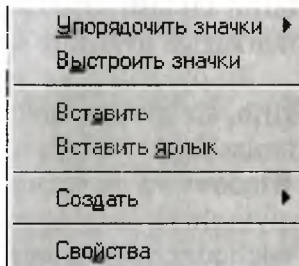 Упорядочить значки
Выстроить значки
Вставить
Вставить ярлык
Создать
Свойства